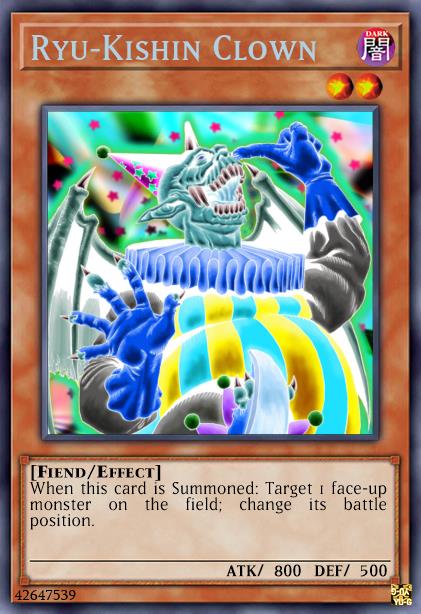 RYU-KISHIN CLOWN
DARK
闇
[FIEND/EFFECT]
When this card is Summoned: Target 1 face-up
monster on the field; change its battle
position.
ATK/ 800 DEF/ 500
42647539